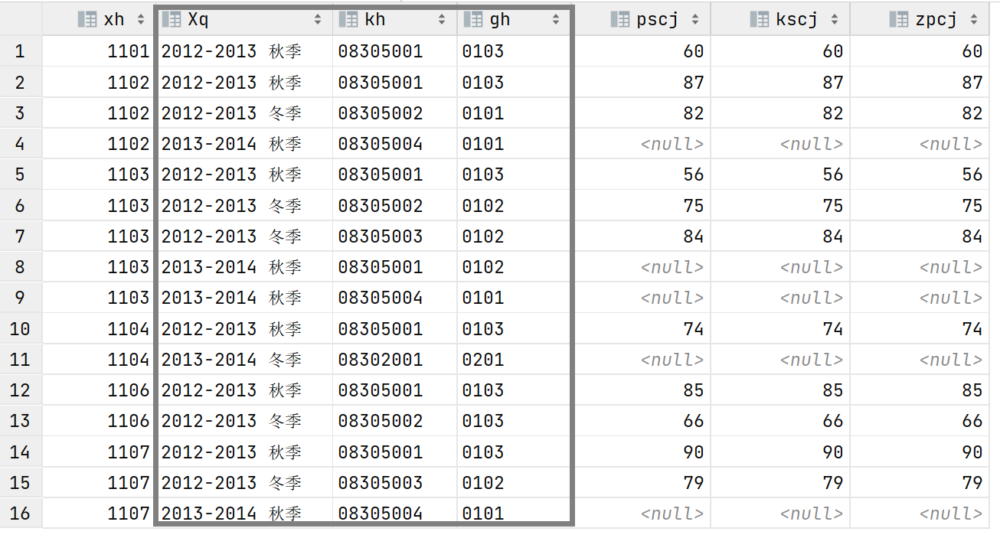 xh Xq kh gh pscj kscj zpcj
1 1101 2012-2013 秋季 08305001 0103 60 60 60
2 1102 2012-2013 秋季 08305001 0103 87 87 87
3 1102 2012-2013 冬季 08305002 0101 82 82 82
4 1102 2013-2014 秋季 08305004 0101 <null> <null> <null>
5 1103 2012-2013 秋季 08305001 0103 56 56 56
6 1103 2012-2013 冬季 08305002 0102 75 75 75
7 1103 2012-2013 冬季 08305003 0102 84 84 84
8 1103 2013-2014 秋季 08305001 0102 <null> <null> <null>
9 1103 2013-2014 秋季 08305004 0101 <null> <null> <null>
10 1104 2012-2013 秋季 08305001 0103 74 74 74
11 1104 2013-2014 冬季 08302001 0201 <null> <null> <null>
12 1106 2012-2013 秋季 08305001 0103 85 85 85
13 1106 2012-2013 冬季 08305002 0103 66 66 66
14 1107 2012-2013 秋季 08305001 0103 90 90 90
15 1107 2012-2013 冬季 08305003 0102 79 79 79
16 1107 2013-2014 秋季 08305004 0101 <null> <null> <null>